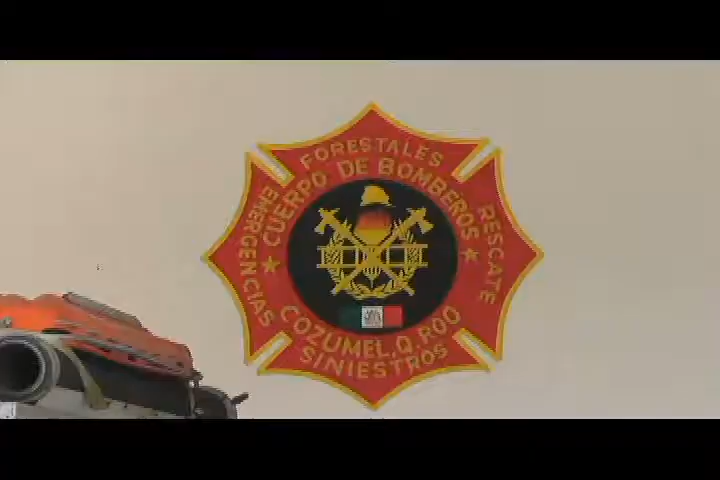 FORESTALES
CUERPO DE BOMBEROS
EMERGENCIAS
RESCATE
COZUMEL, Q. ROO
SINIESTROS